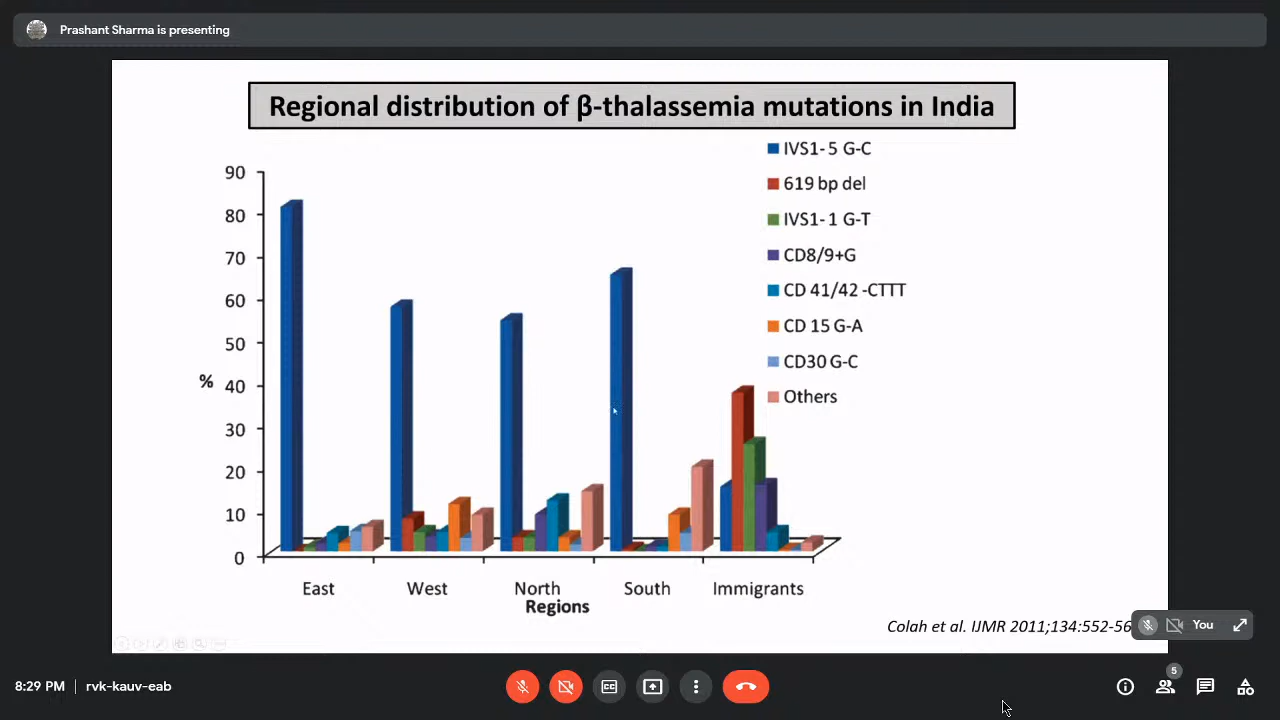 Prashant Sharma is presenting
Regional distribution of β-thalassemia mutations in India
IVS1- 5 G-C
619 bp del
IVS1- 1 G-T
CD8/9+G
CD 41/42 -CTTT
CD 15 G-A
CD30 G-C
Others
%
90
80
70
60
50
40
30
20
10
0
East West North South Immigrants
Regions
Colah et al. IJMR 2011;134:552-56
You
8:29 PM | rvk-kauv-eab
5